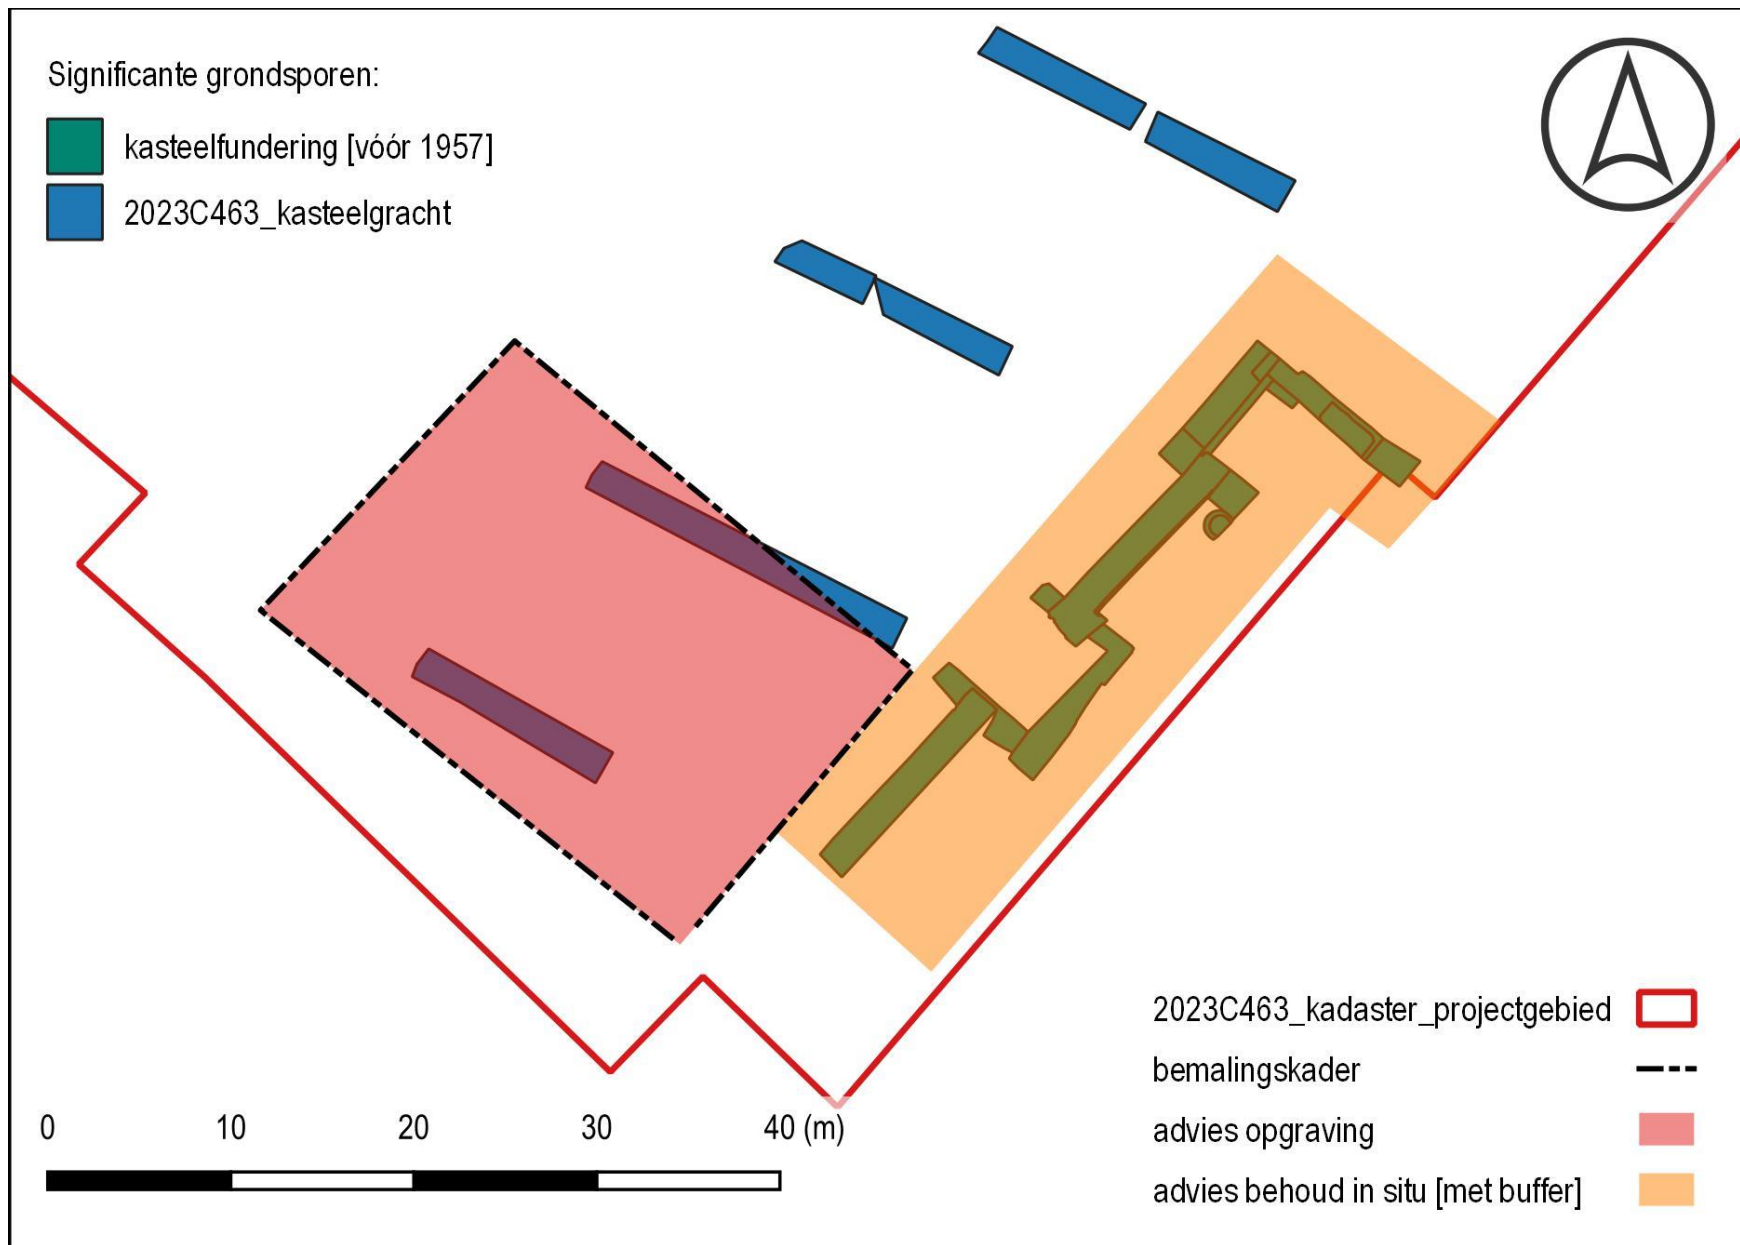 Significante grondsporen:
kasteelfundering [vóór 1957]
2023C463_kasteelgracht
2023C463_kadaster_projectgebied
bemalingskader
advies opgraving
advies behoud in situ [met buffer]
0 10 20 30 40 (m)